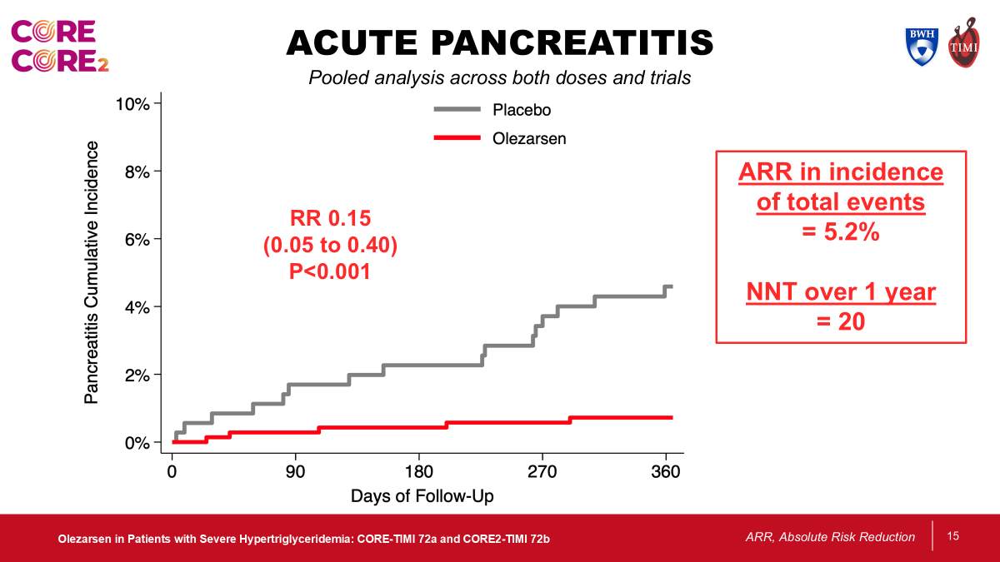 CORE
CORE2
ACUTE PANCREATITIS
Pooled analysis across both doses and trials
BWH
TIMI
Placebo
Olezarsen
10%
8%
6%
4%
2%
0%
Pancreatitis Cumulative Incidence
RR 0.15
(0.05 to 0.40)
P<0.001
ARR in incidence
of total events
= 5.2%
NNT over 1 year
= 20
0 90 180 270 360
Days of Follow-Up
Olezarsen in Patients with Severe Hypertriglyceridemia: CORE-TIMI 72a and CORE2-TIMI 72b
ARR, Absolute Risk Reduction
15